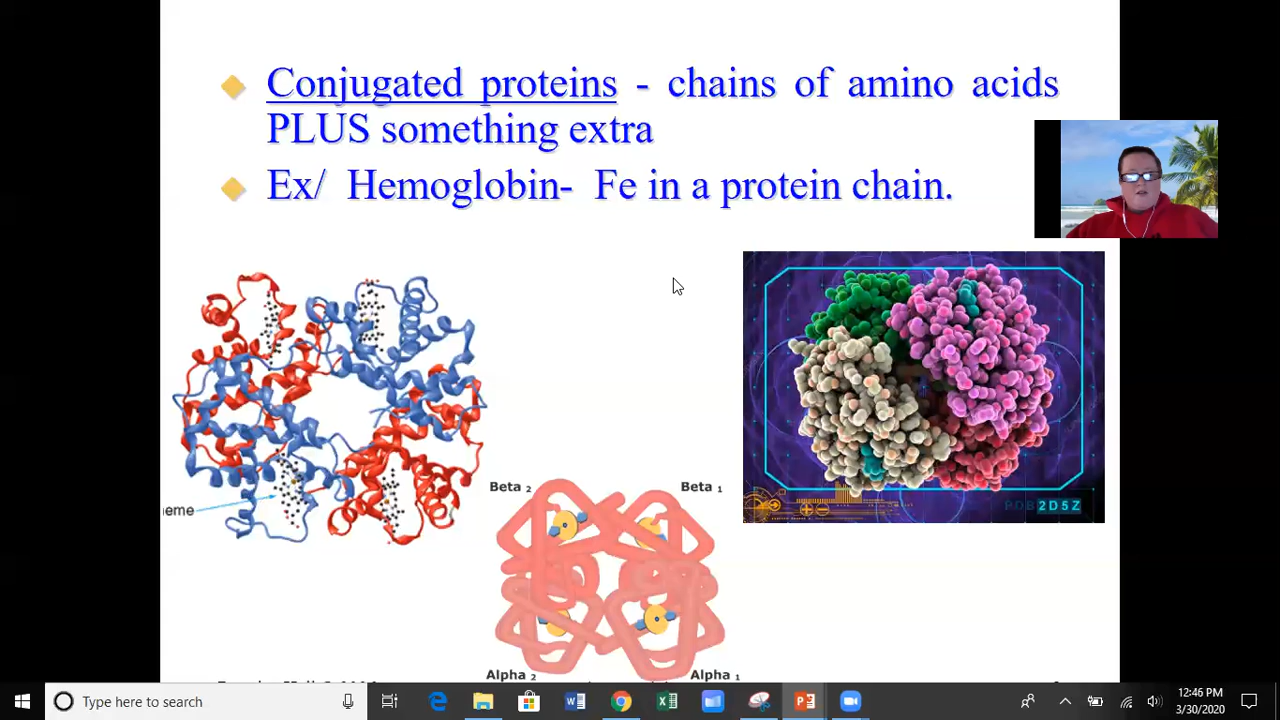 Conjugated proteins - chains of amino acids
PLUS something extra
Ex/ Hemoglobin- Fe in a protein chain.
eme
Beta 2
Beta 1
Alpha 2
Alpha 1
PDB 2D5Z
Type here to search
12:46 PM
3/30/2020